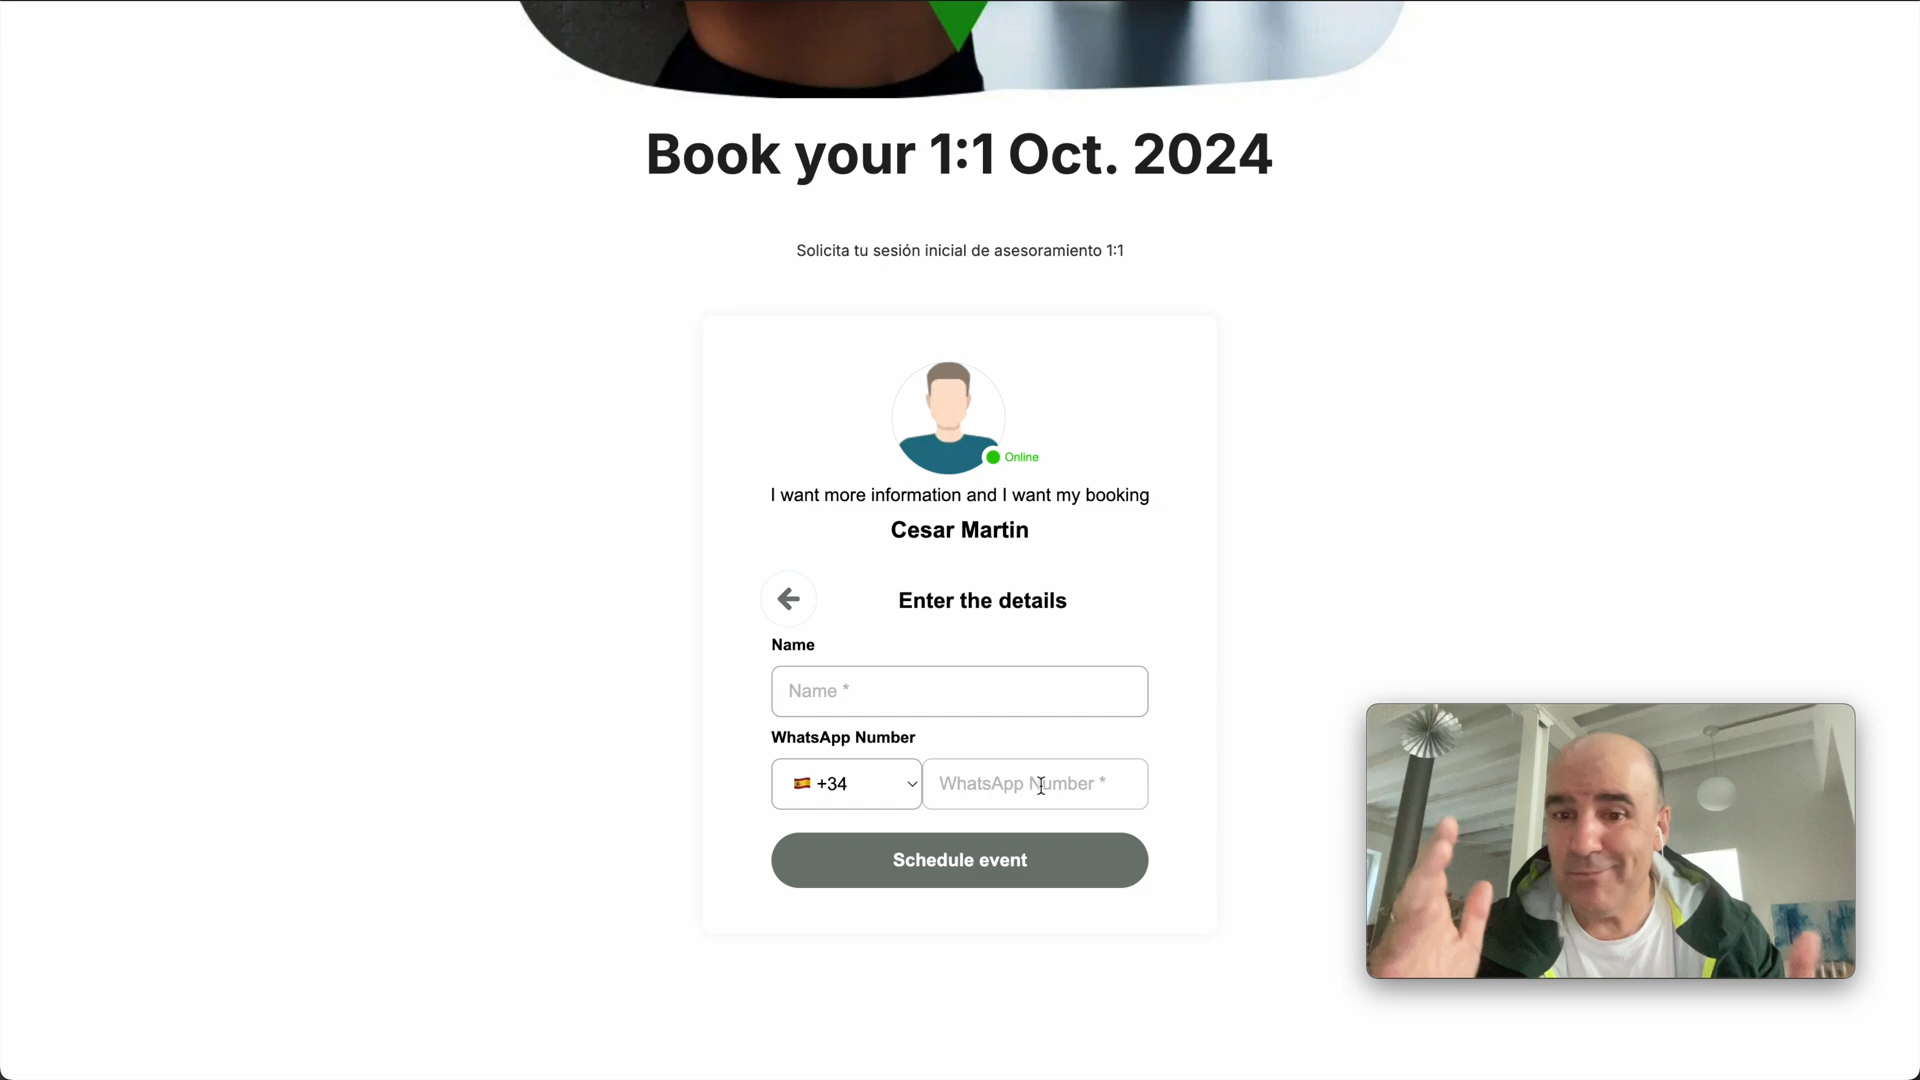 Book your 1:1 Oct. 2024
Solicita tu sesión inicial de asesoramiento 1:1
Online
I want more information and I want my booking
Cesar Martin
Enter the details
Name
Name *
WhatsApp Number
+34
WhatsApp Number *
Schedule event